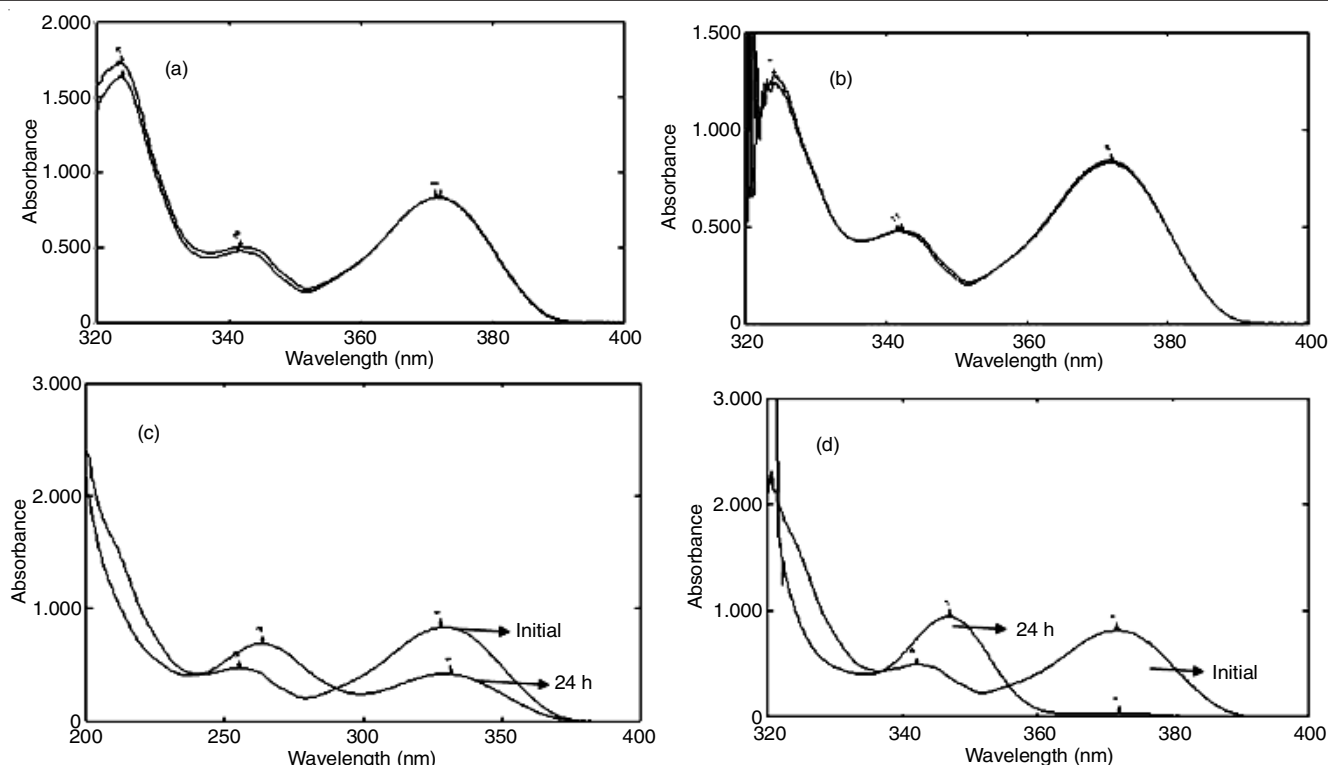 2.000
1.500
1.000
0.500
0
Absorbance
(a)
320 340 360 380 400
Wavelength (nm)
1.500
1.000
0.500
0
Absorbance
(b)
320 340 360 380 400
Wavelength (nm)
3.000
2.000
1.000
0
Absorbance
(c)
Initial
24 h
200 250 300 350 400
Wavelength (nm)
3.000
2.000
1.000
0
Absorbance
(d)
24 h
Initial
320 340 360 380 400
Wavelength (nm)